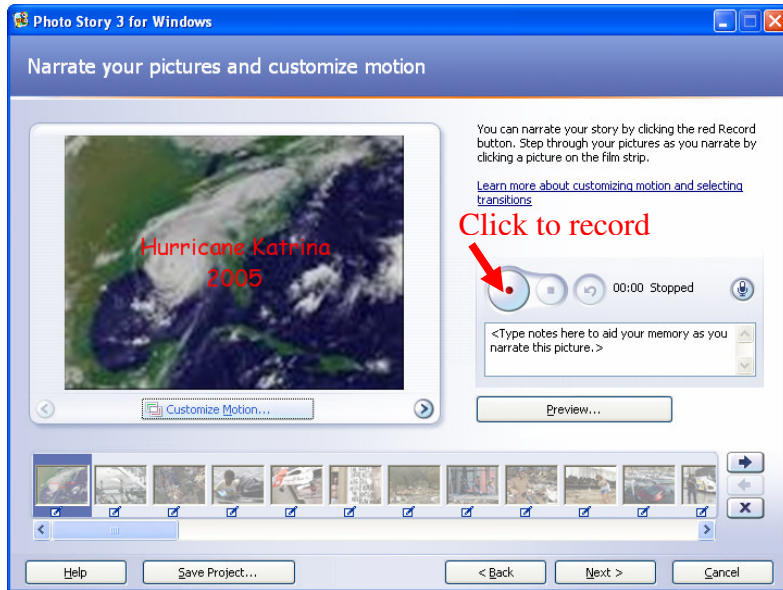 Photo Story 3 for Windows
Narrate your pictures and customize motion
You can narrate your story by clicking the red Record
button. Step through your pictures as you narrate by
clicking a picture on the film strip.
Learn more about customizing motion and selecting
transitions
Click to record
Hurricane Katrina
2005
00:00 Stopped
<Type notes here to aid your memory as you
narrate this picture.>
Customize Motion...
Preview...
Help
Save Project...
< Back
Next >
Cancel